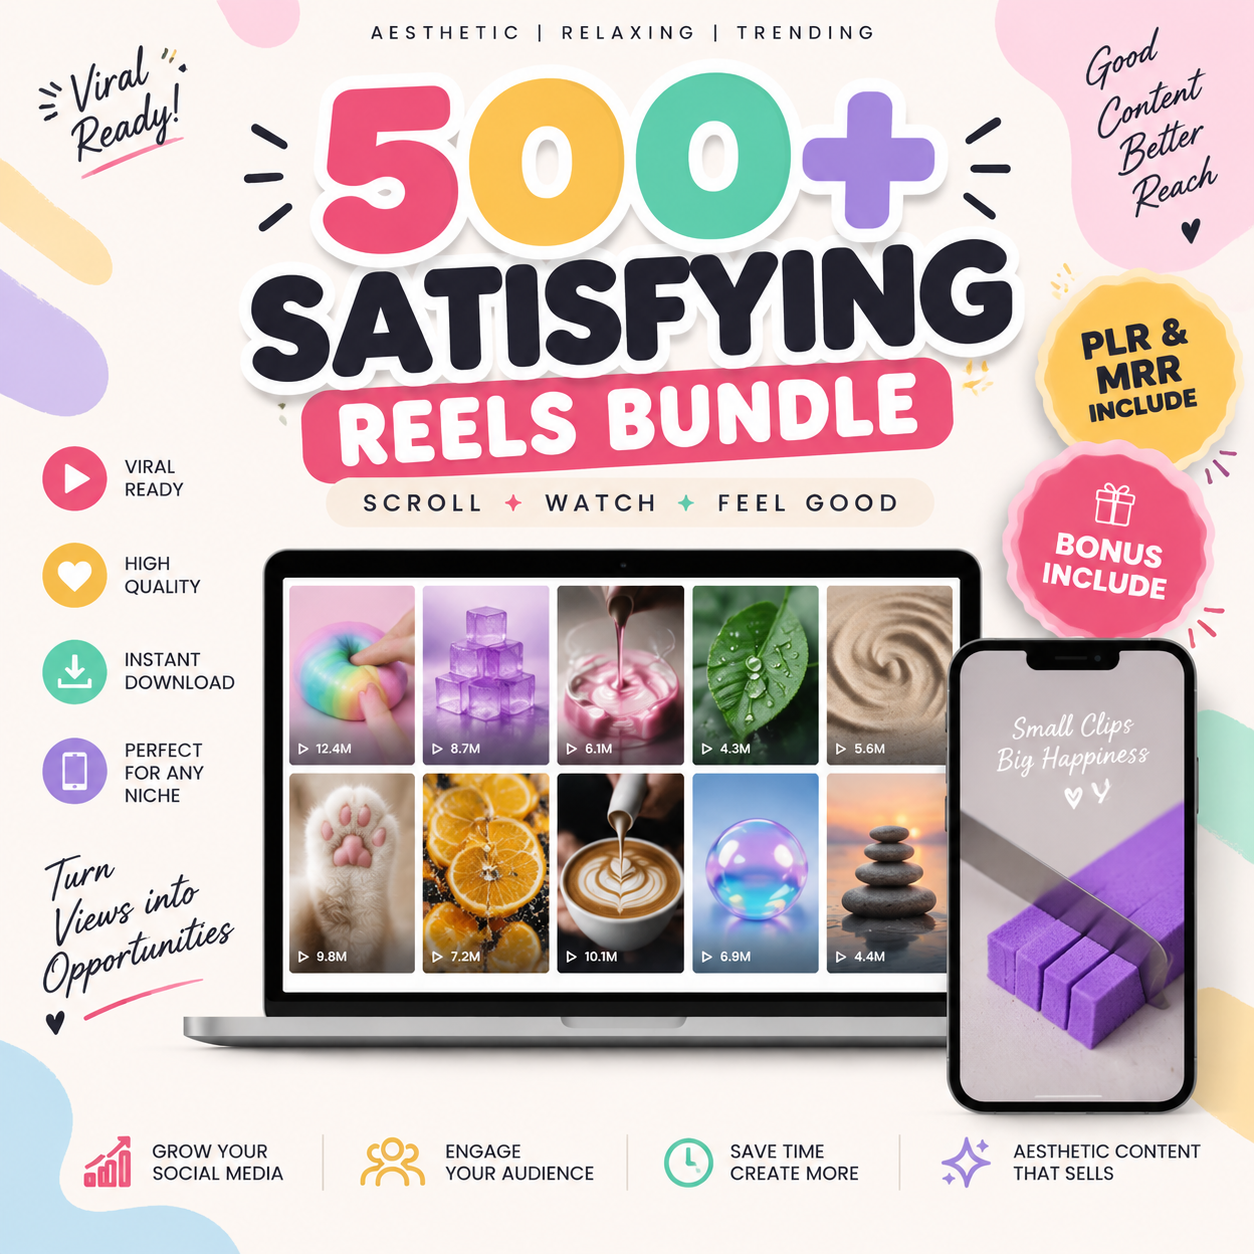 AESTHETIC | RELAXING | TRENDING
Viral
Ready!
Good
Content
Better
Reach
500+
SATISFYING
REELS BUNDLE
SCROLL ✦ WATCH ✦ FEEL GOOD
PLR &
MRR
INCLUDE
BONUS
INCLUDE
VIRAL
READY
HIGH
QUALITY
INSTANT
DOWNLOAD
PERFECT
FOR ANY
NICHE
Turn
Views into
Opportunities
12.4M
8.7M
6.1M
4.3M
5.6M
9.8M
7.2M
10.1M
6.9M
4.4M
Small Clips
Big Happiness
GROW YOUR
SOCIAL MEDIA
ENGAGE
YOUR AUDIENCE
SAVE TIME
CREATE MORE
AESTHETIC CONTENT
THAT SELLS